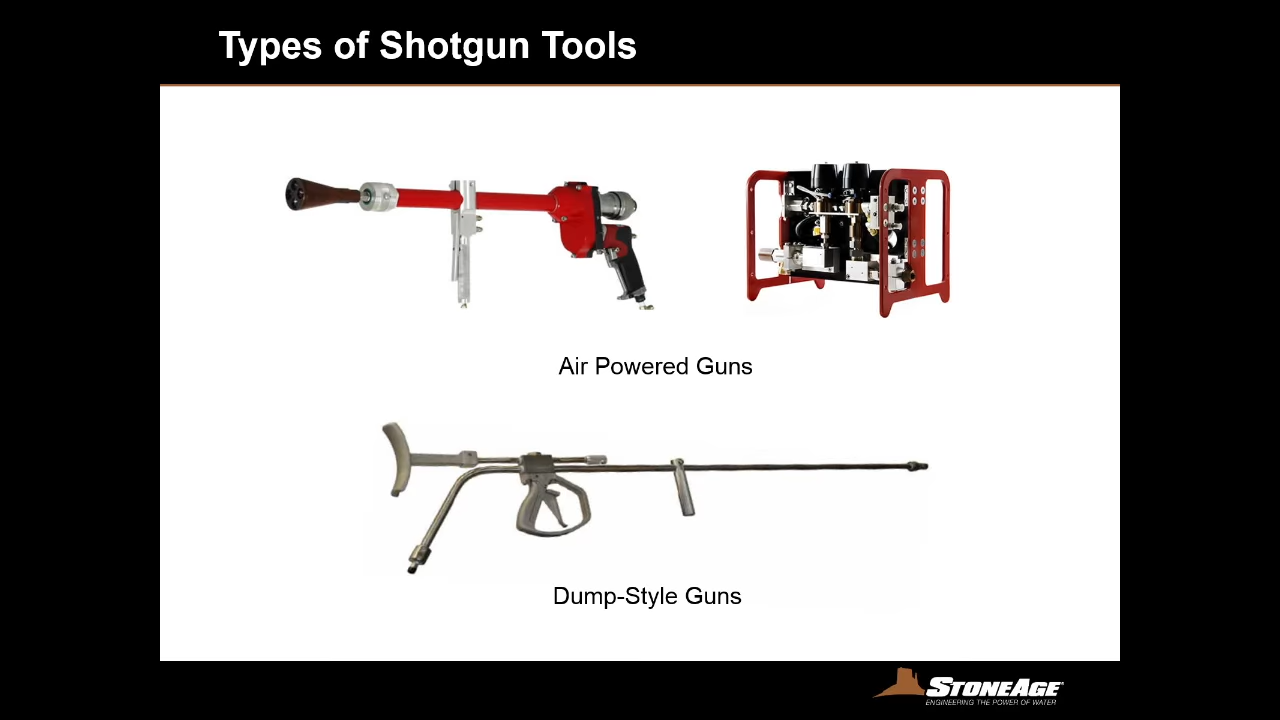 Types of Shotgun Tools
Air Powered Guns
Dump-Style Guns
STONEAGE
ENGINEERING THE POWER OF WATER